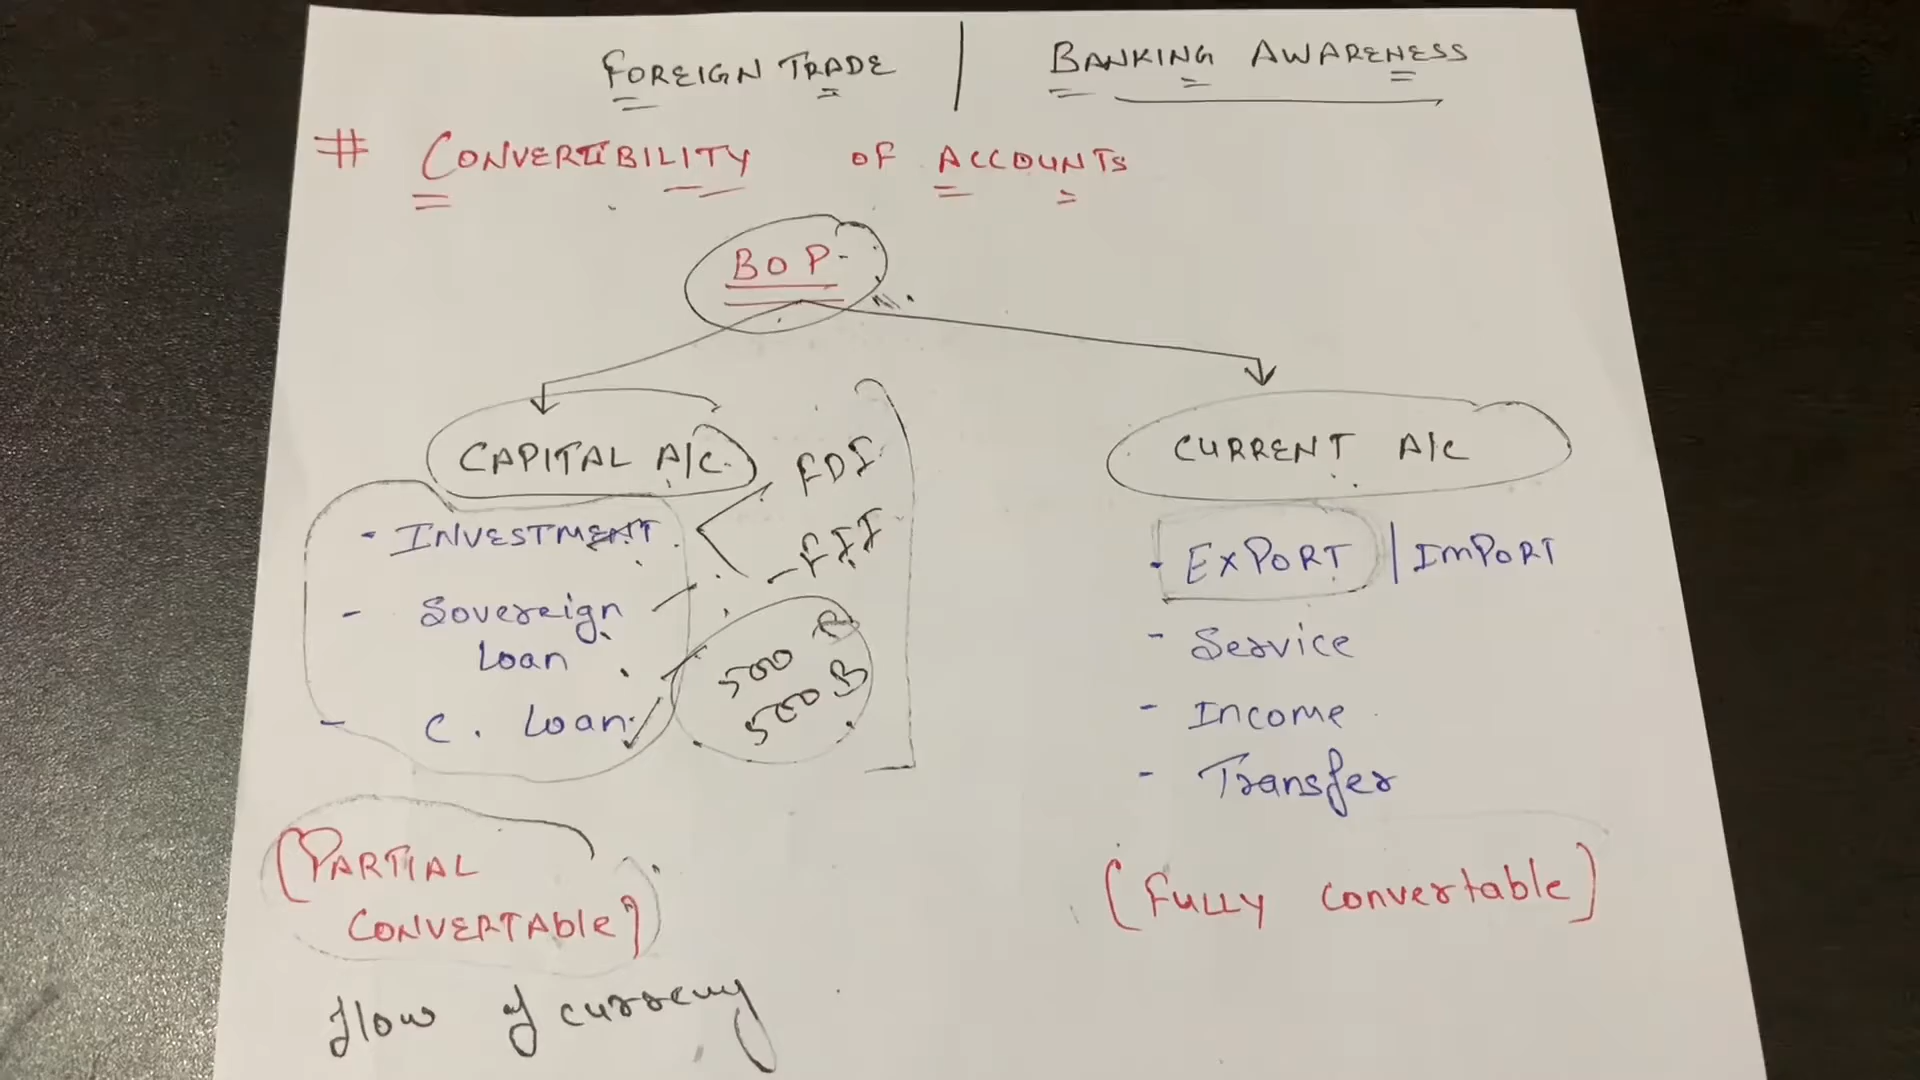 FOREIGN TRADE | BANKING AWARENESS
# CONVERTIBILITY OF ACCOUNTS
BOP
CAPITAL A/C.
FDI
- INVESTMENT
- FII
- Sovereign
Loan
500
500 B
- C. Loan
(PARTIAL
CONVERTAble)
flow of currency
CURRENT A/C
- EXPORT | IMPORT
- Service
- Income
- Transfer
(Fully convertable)